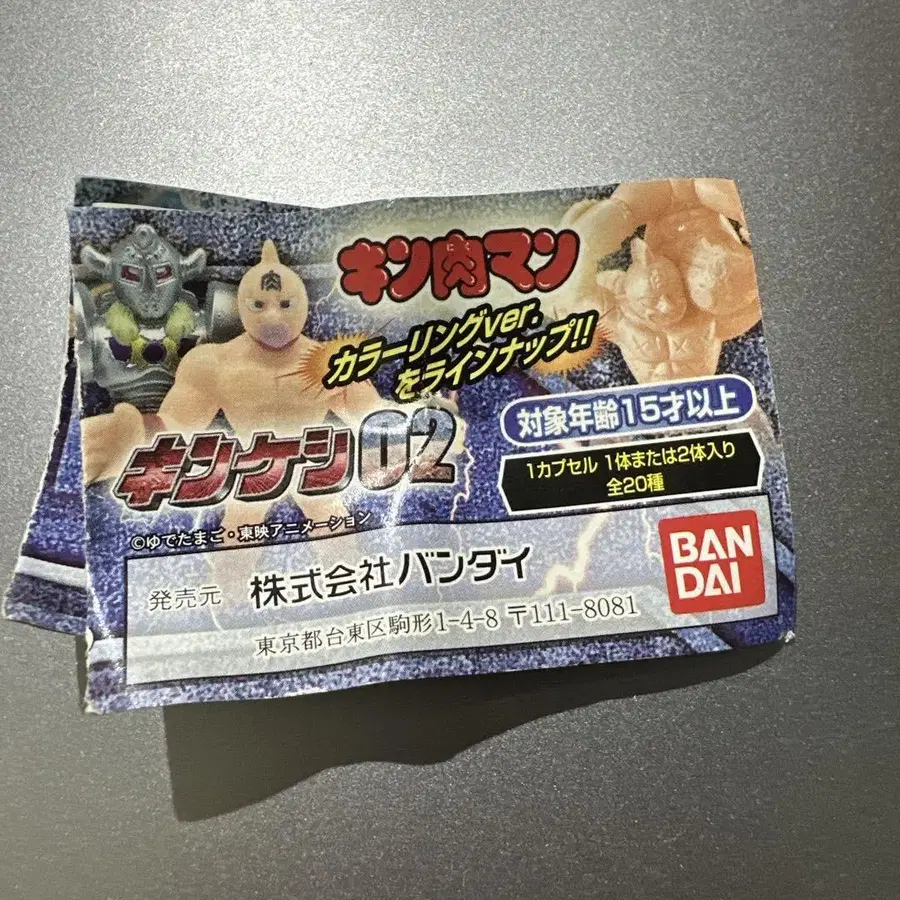 キン肉マン
カラーリングver.
をラインナップ!!
キンケシ02
対象年齢15才以上
1カプセル 1体または2体入り
全20種
©ゆでたまご・東映アニメーション
発売元 株式会社バンダイ
東京都台東区駒形1-4-8 〒111-8081
BAN
DAI